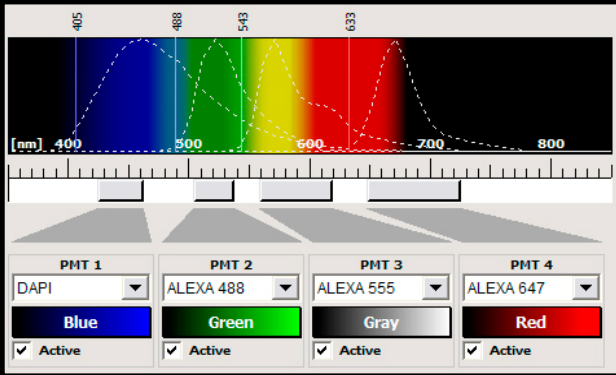 405 488 543 633
[nm] 400 500 600 700 800
PMT 1 PMT 2 PMT 3 PMT 4
DAPI ALEXA 488 ALEXA 555 ALEXA 647
Blue Green Gray Red
Active Active Active Active